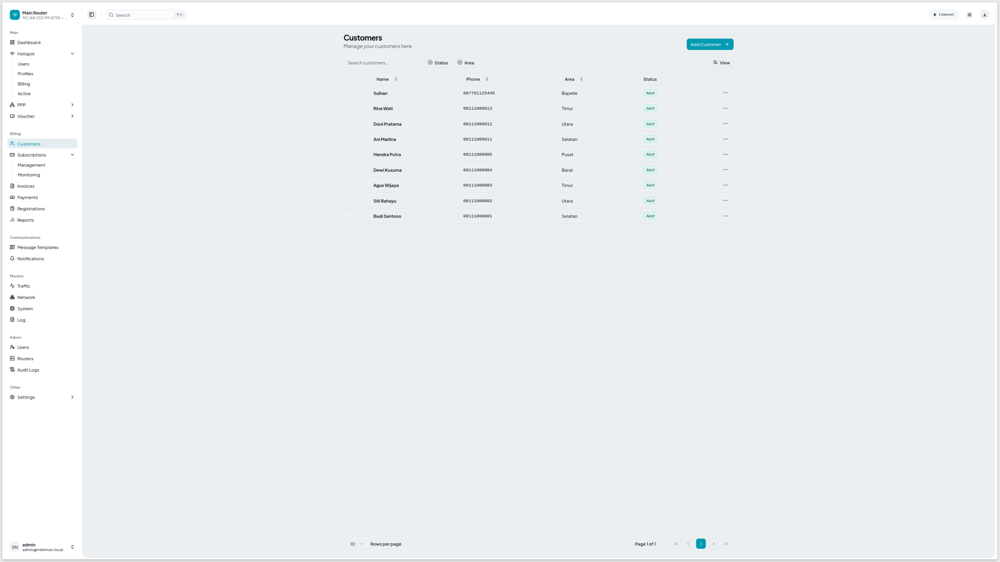 Main Router
192.168.233.199:8728 — ...
Search
⌘ K
timeout
A
Main
Dashboard
Hotspot
Users
Profiles
Billing
Active
PPP
Voucher
Billing
Customers
Subscriptions
Management
Monitoring
Invoices
Payments
Registrations
Reports
Communications
Message Templates
Notifications
Monitor
Traffic
Network
System
Log
Admin
Users
Routers
Audit Logs
Other
Settings
SN
admin
admin@mikhmon.local
Customers
Manage your customers here.
Add Customer +
Search customers...
Status
Area
View
Name Phone Area Status
Sulhan 087761125445 Bapelle Aktif
Rina Wati 08111000013 Timur Aktif
Doni Pratama 08111000012 Utara Aktif
Ani Marlina 08111000011 Selatan Aktif
Hendra Putra 08111000005 Pusat Aktif
Dewi Kusuma 08111000004 Barat Aktif
Agus Wijaya 08111000003 Timur Aktif
Siti Rahayu 08111000002 Utara Aktif
Budi Santoso 08111000001 Selatan Aktif
10 Rows per page
Page 1 of 1
1